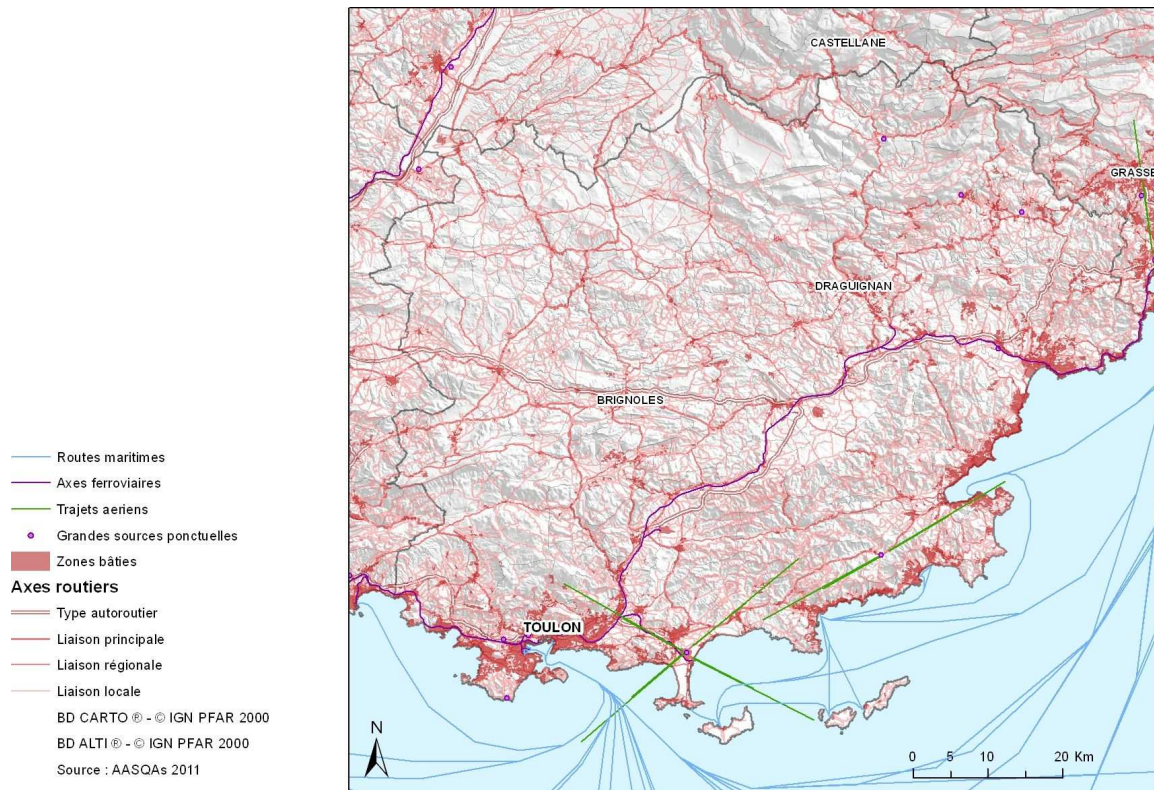 CASTELLANE
GRASSE
DRAGUIGNAN
BRIGNOLES
TOULON
Routes maritimes
Axes ferroviaires
Trajets aeriens
Grandes sources ponctuelles
Zones bâties
Axes routiers
Type autoroutier
Liaison principale
Liaison régionale
Liaison locale
BD CARTO ® - © IGN PFAR 2000
BD ALTI ® - © IGN PFAR 2000
Source : AASQAs 2011
N
0 5 10 20 Km